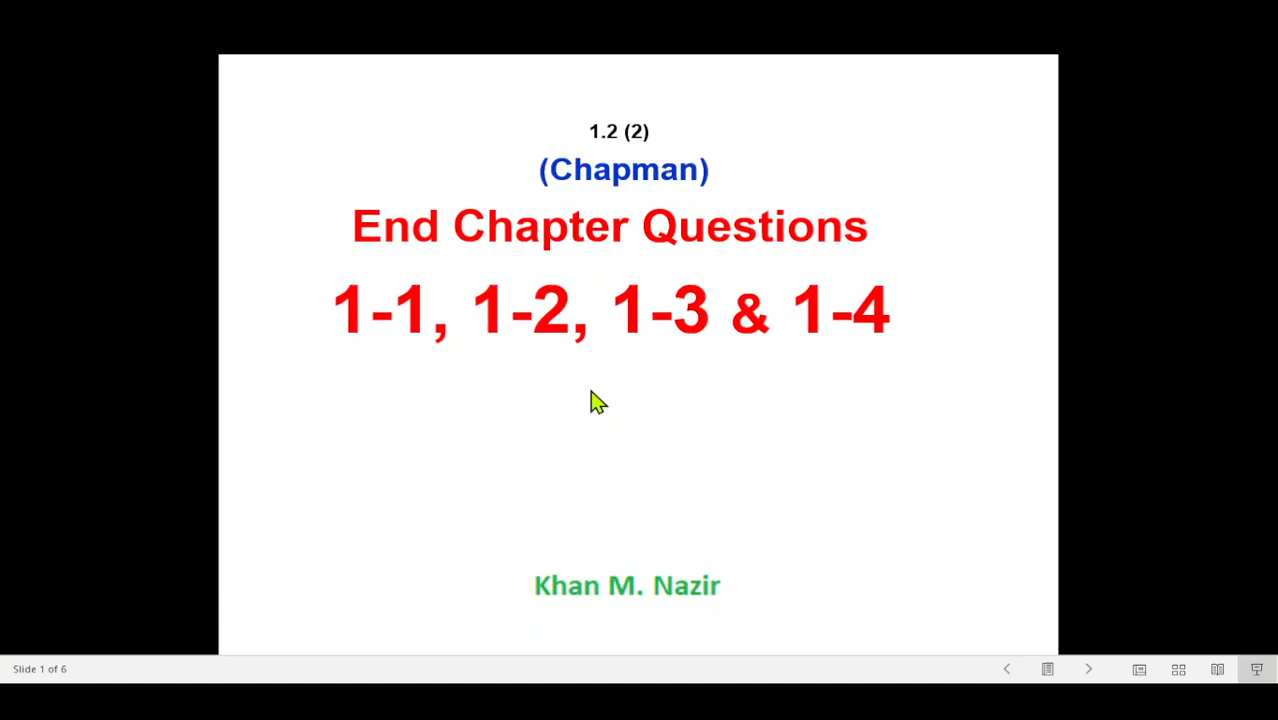 1.2 (2)
(Chapman)
End Chapter Questions
1-1, 1-2, 1-3 & 1-4
Khan M. Nazir
Slide 1 of 6